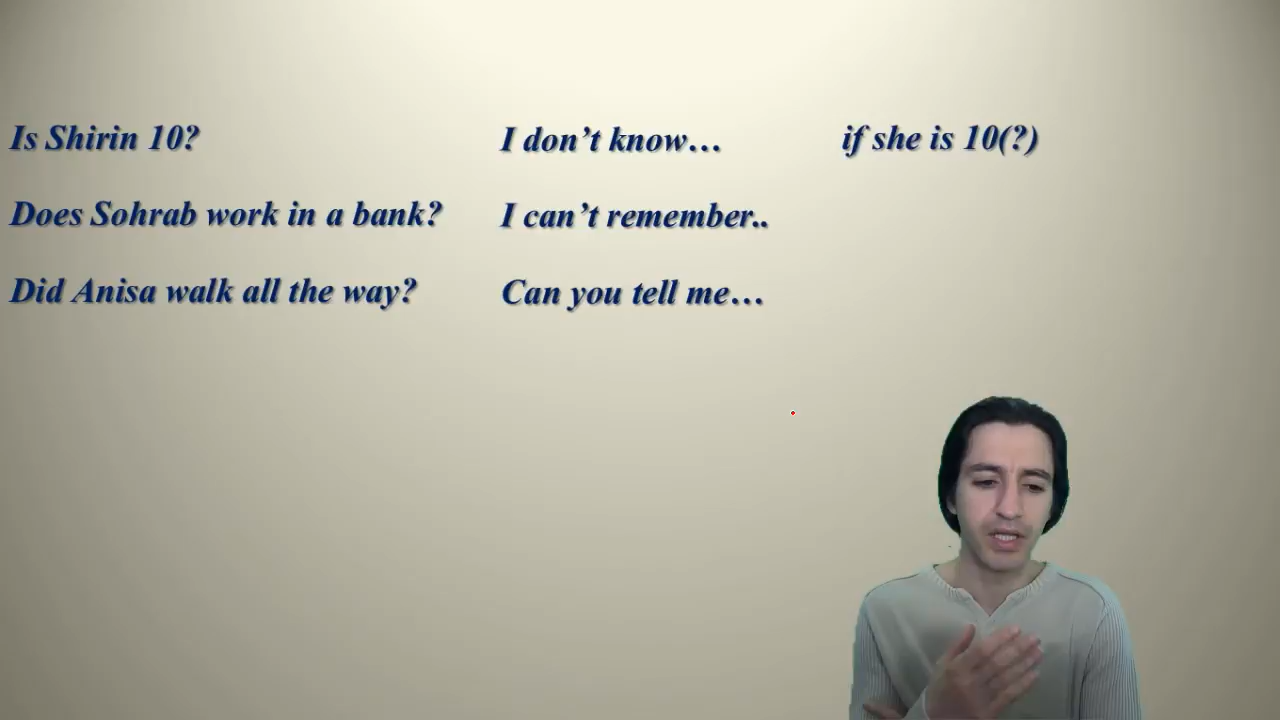 Is Shirin 10? I don't know… if she is 10(?)
Does Sohrab work in a bank? I can't remember..
Did Anisa walk all the way? Can you tell me…